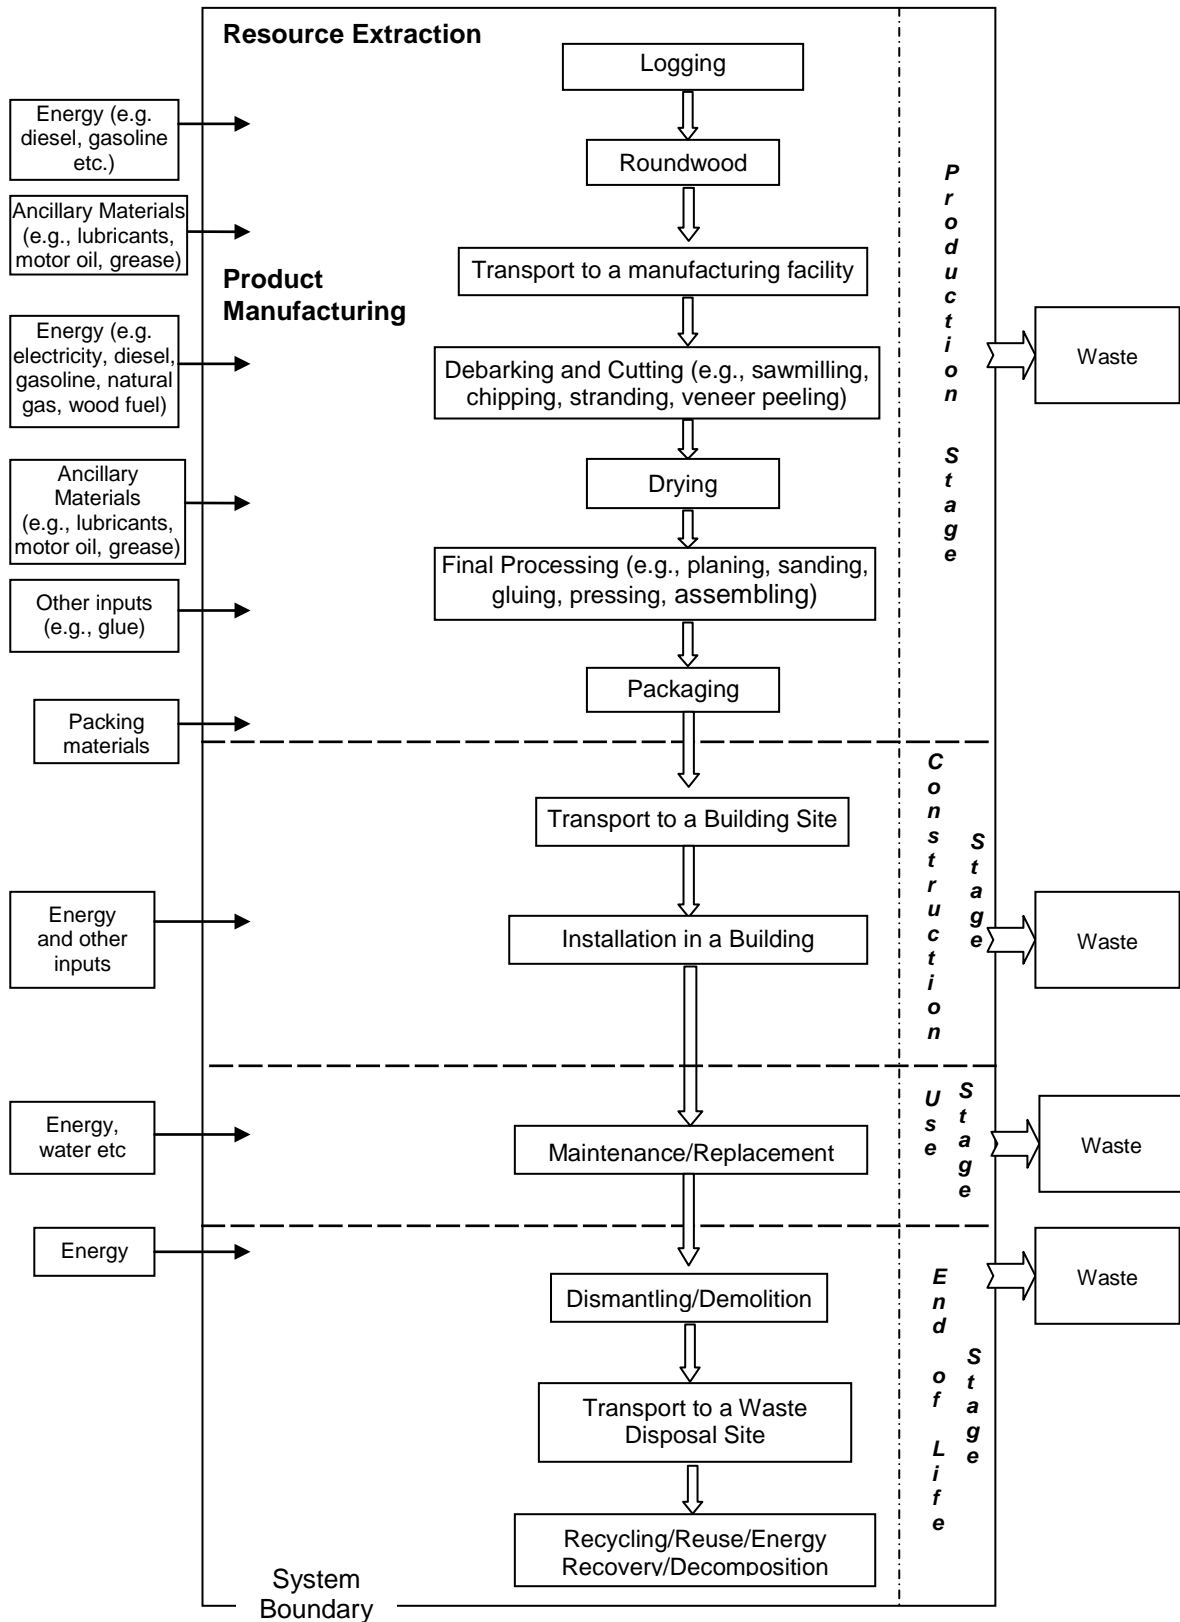 Resource Extraction
Logging
Energy (e.g.
diesel, gasoline
etc.)
Roundwood
Ancillary Materials
(e.g., lubricants,
motor oil, grease)
Transport to a manufacturing facility
Product
Manufacturing
Energy (e.g.
electricity, diesel,
gasoline, natural
gas, wood fuel)
Debarking and Cutting (e.g., sawmilling,
chipping, stranding, veneer peeling)
Production Stage
Waste
Ancillary
Materials
(e.g., lubricants,
motor oil, grease)
Drying
Final Processing (e.g., planing, sanding,
gluing, pressing, assembling)
Other inputs
(e.g., glue)
Packaging
Packing
materials
Transport to a Building Site
Construction
Stage
Energy
and other
inputs
Installation in a Building
Waste
Energy,
water etc
Maintenance/Replacement
Use
Stage
Waste
Energy
Waste
Dismantling/Demolition
End of Life
Stage
Transport to a Waste
Disposal Site
Recycling/Reuse/Energy
Recovery/Decomposition
System
Boundary